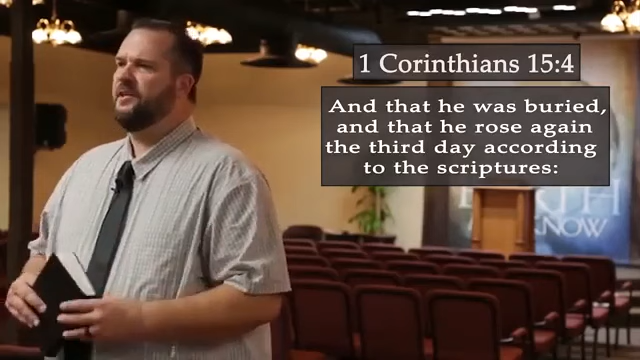 1 Corinthians 15:4
And that he was buried,
and that he rose again
the third day according
to the scriptures:
NOW